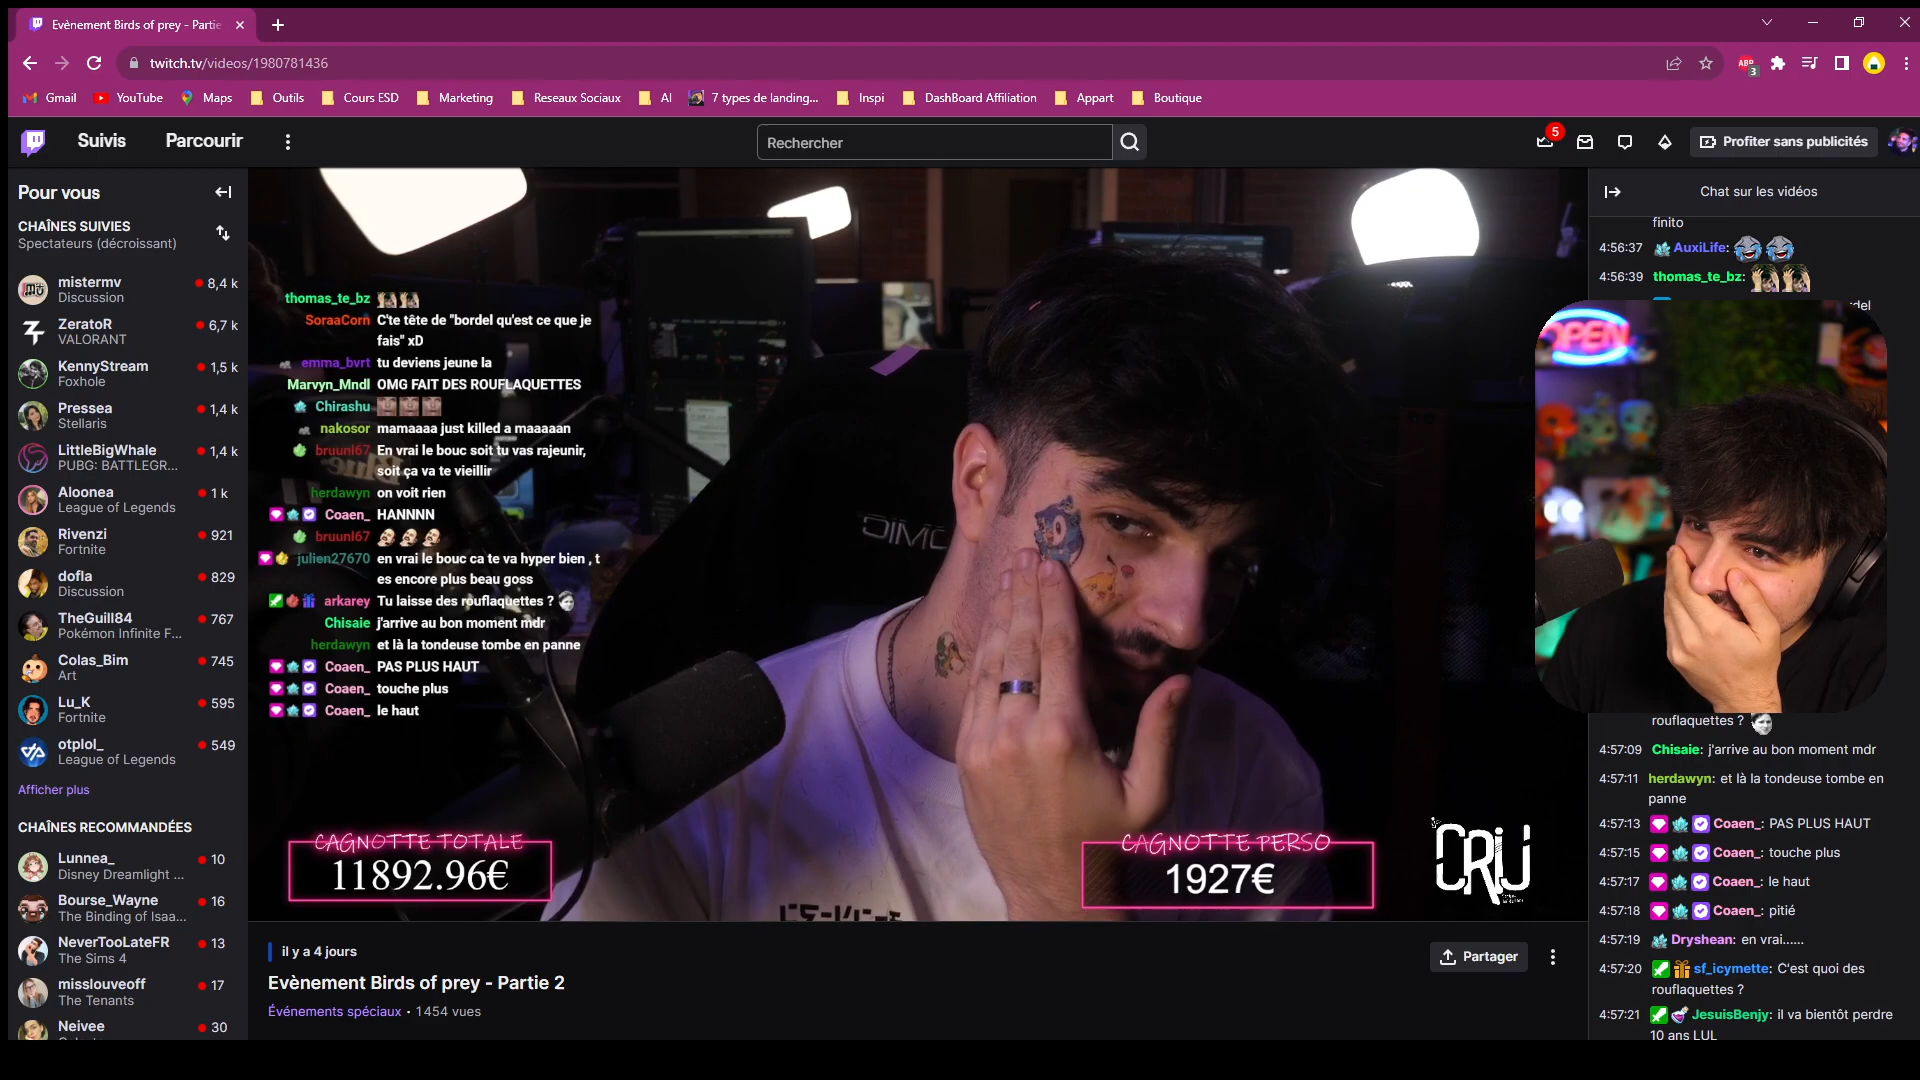 Evènement Birds of prey - Partie
twitch.tv/videos/1980781436
ABP
3
Gmail
YouTube
Maps
Outils
Cours ESD
Marketing
Reseaux Sociaux
AI
7 types de landing...
Inspi
DashBoard Affiliation
Appart
Boutique
Suivis
Parcourir
Rechercher
5
Profiter sans publicités
Pour vous
CHAÎNES SUIVIES
Spectateurs (décroissant)
mistermv
8,4 k
Discussion
ZeratoR
6,7 k
VALORANT
KennyStream
1,5 k
Foxhole
Pressea
1,4 k
Stellaris
LittleBigWhale
1,4 k
PUBG: BATTLEGR...
Aloonea
1 k
League of Legends
Rivenzi
921
Fortnite
dofla
829
Discussion
TheGuill84
767
Pokémon Infinite F...
Colas_Bim
745
Art
Lu_K
595
Fortnite
otplol_
549
League of Legends
Afficher plus
CHAÎNES RECOMMANDÉES
Lunnea_
10
Disney Dreamlight ...
Bourse_Wayne
16
The Binding of Isaa...
NeverTooLateFR
13
The Sims 4
misslouveoff
17
The Tenants
Neivee
30
thomas_te_bz
SoraaCorn C'te tête de "bordel qu'est ce que je
fais" xD
emma_bvrt tu deviens jeune la
Marvyn_Mndl OMG FAIT DES ROUFLAQUETTES
Chirashu
nakosor mamaaaa just killed a maaaaan
bruunl67 En vrai le bouc soit tu vas rajeunir,
soit ça va te vieillir
herdawyn on voit rien
Coaen_ HANNNN
bruunl67
julien27670 en vrai le bouc ca te va hyper bien , t
es encore plus beau goss
arkarey Tu laisse des rouflaquettes ?
Chisaie j'arrive au bon moment mdr
herdawyn et là la tondeuse tombe en panne
Coaen_ PAS PLUS HAUT
Coaen_ touche plus
Coaen_ le haut
CAGNOTTE TOTALE
11892.96€
CAGNOTTE PERSO
1927€
CRIJ
OPEN
il y a 4 jours
Partager
Evènement Birds of prey - Partie 2
Événements spéciaux • 1 454 vues
Chat sur les vidéos
finito
4:56:37 AuxiLife:
4:56:39 thomas_te_bz:
rouflaquettes ?
4:57:09 Chisaie: j'arrive au bon moment mdr
4:57:11 herdawyn: et là la tondeuse tombe en
panne
4:57:13 Coaen_: PAS PLUS HAUT
4:57:15 Coaen_: touche plus
4:57:17 Coaen_: le haut
4:57:18 Coaen_: pitié
4:57:19 Dryshean: en vrai......
4:57:20 sf_icymette: C'est quoi des
rouflaquettes ?
4:57:21 JesuisBenjy: il va bientôt perdre
10 ans LUL